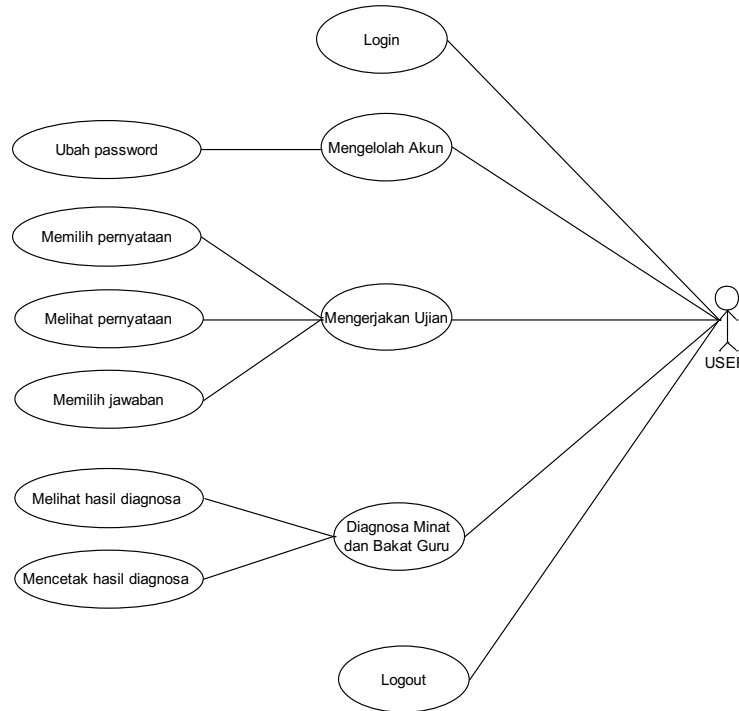 Login
Ubah password
Mengelolah Akun
Memilih pernyataan
Melihat pernyataan
Mengerjakan Ujian
Memilih jawaban
USER
Melihat hasil diagnosa
Diagnosa Minat
dan Bakat Guru
Mencetak hasil diagnosa
Logout